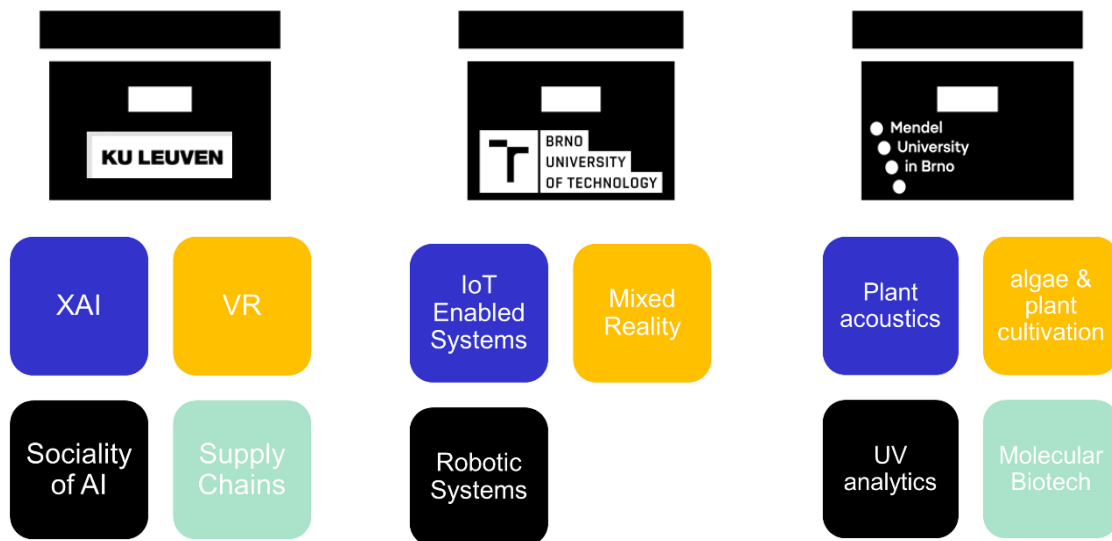 KU LEUVEN
BRNO
UNIVERSITY
OF TECHNOLOGY
Mendel
University
in Brno
XAI
VR
Sociality
of AI
Supply
Chains
IoT
Enabled
Systems
Mixed
Reality
Robotic
Systems
Plant
acoustics
algae &
plant
cultivation
UV
analytics
Molecular
Biotech